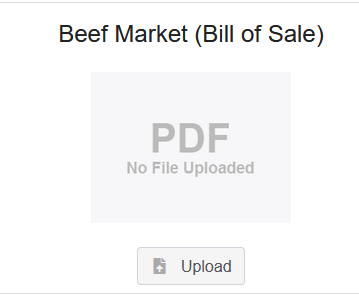 Beef Market (Bill of Sale)
PDF
No File Uploaded
Upload